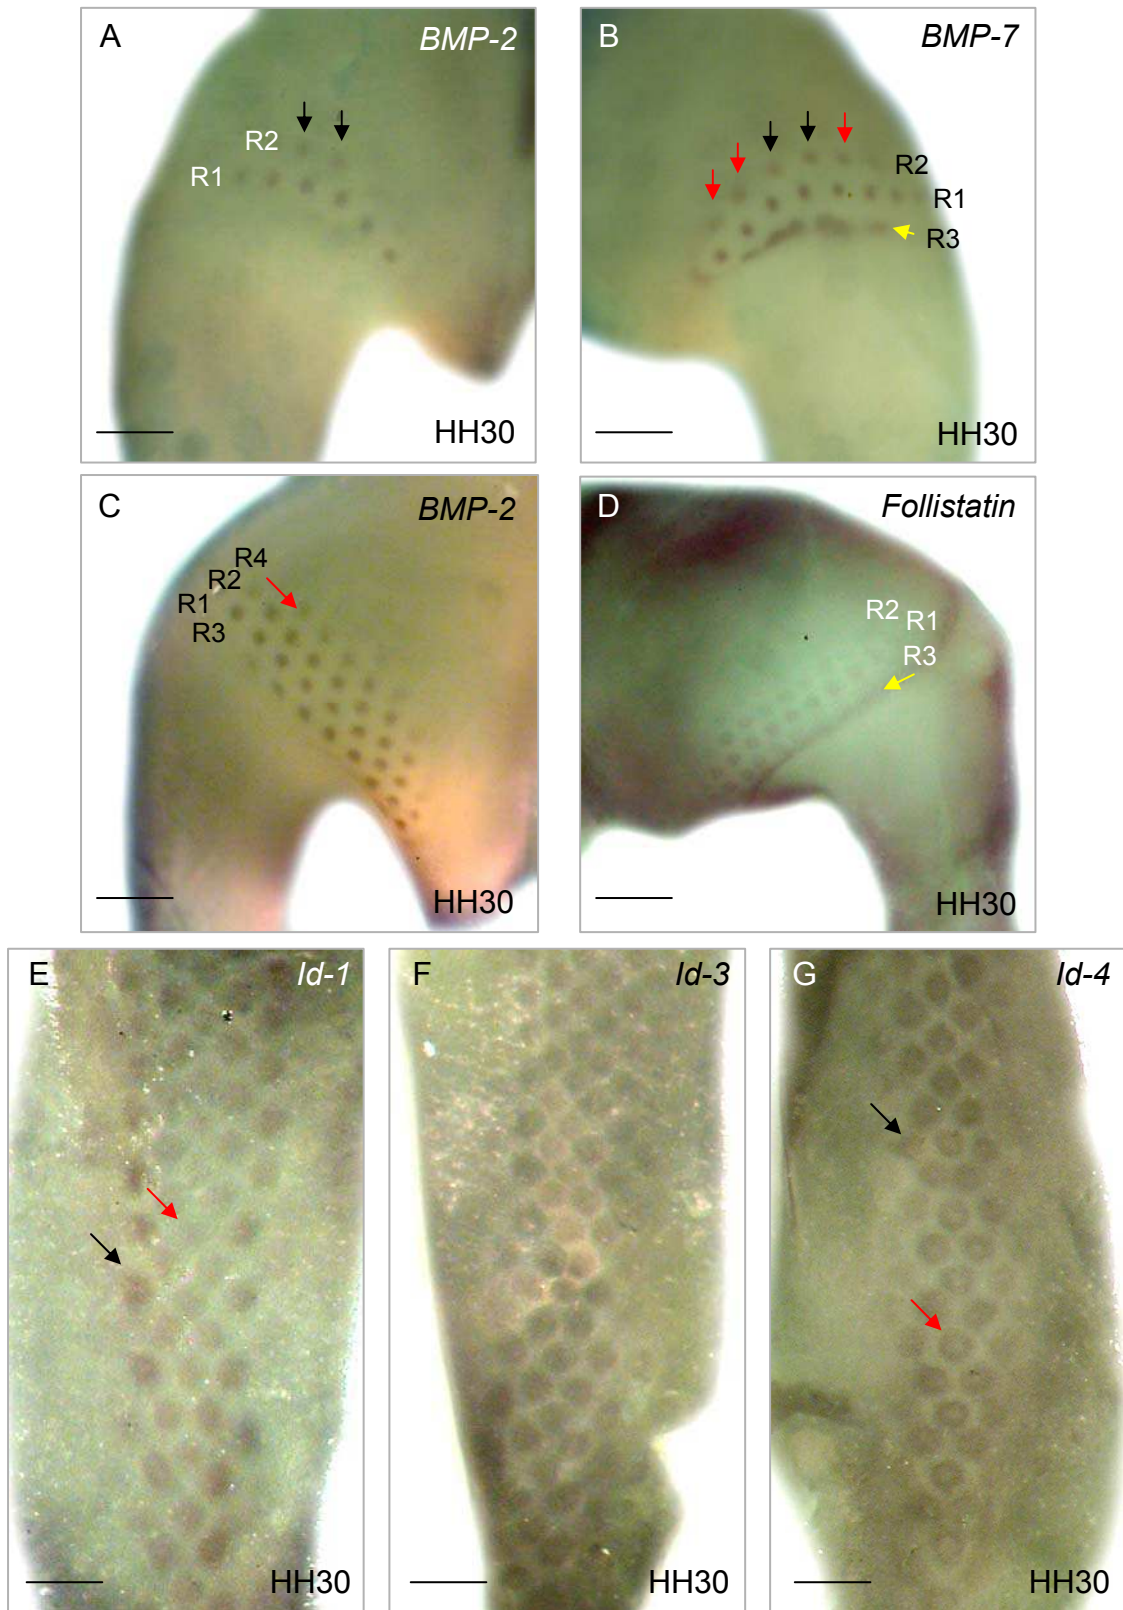 A
BMP-2
R2
R1
HH30
B
BMP-7
R2
R1
R3
HH30
C
BMP-2
R4
R2
R1
R3
HH30
D
Follistatin
R2
R1
R3
HH30
E
Id-1
HH30
F
Id-3
HH30
G
Id-4
HH30